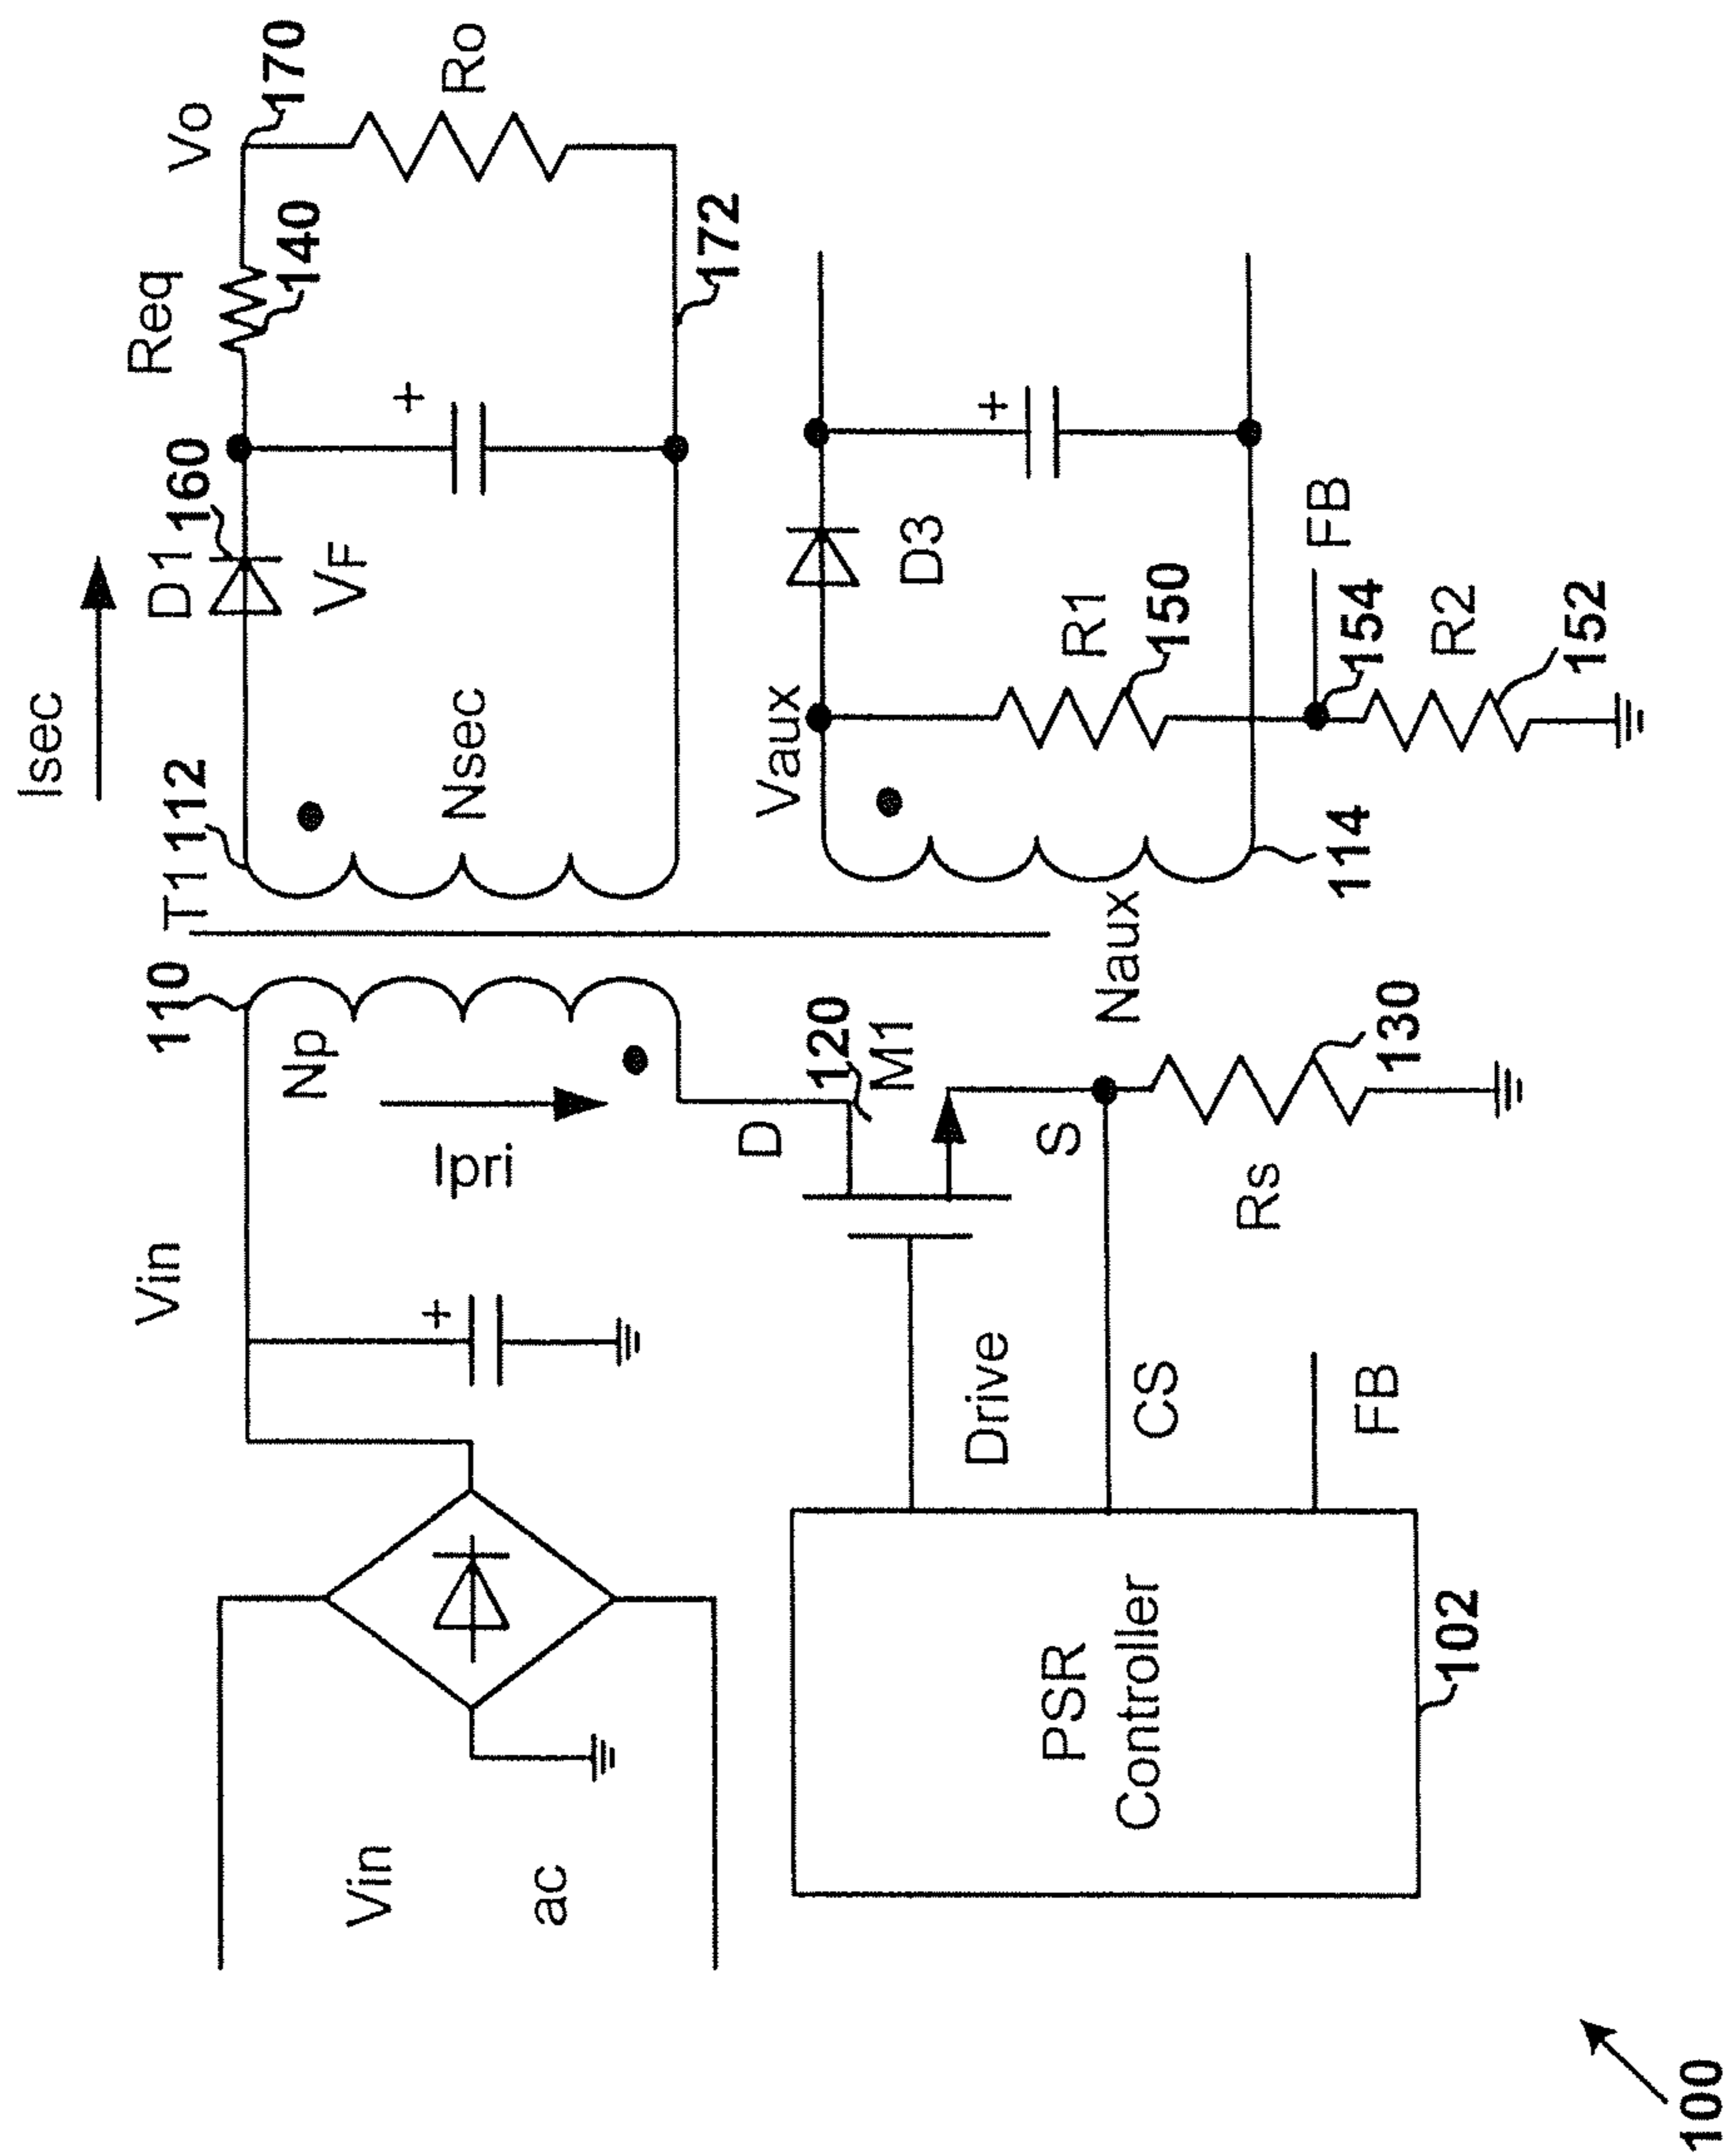 Isec
T1
112
D1
160
Req
140
Vo
170
110
Vin
Np
Nsec
VF
+
Ro
Ipri
Vin
ac
+
172
D
120
M1
Vaux
D3
+
Drive
S
R1
150
PSR
Controller
CS
Rs
Naux
FB
FB
130
114
154
102
R2
152
100